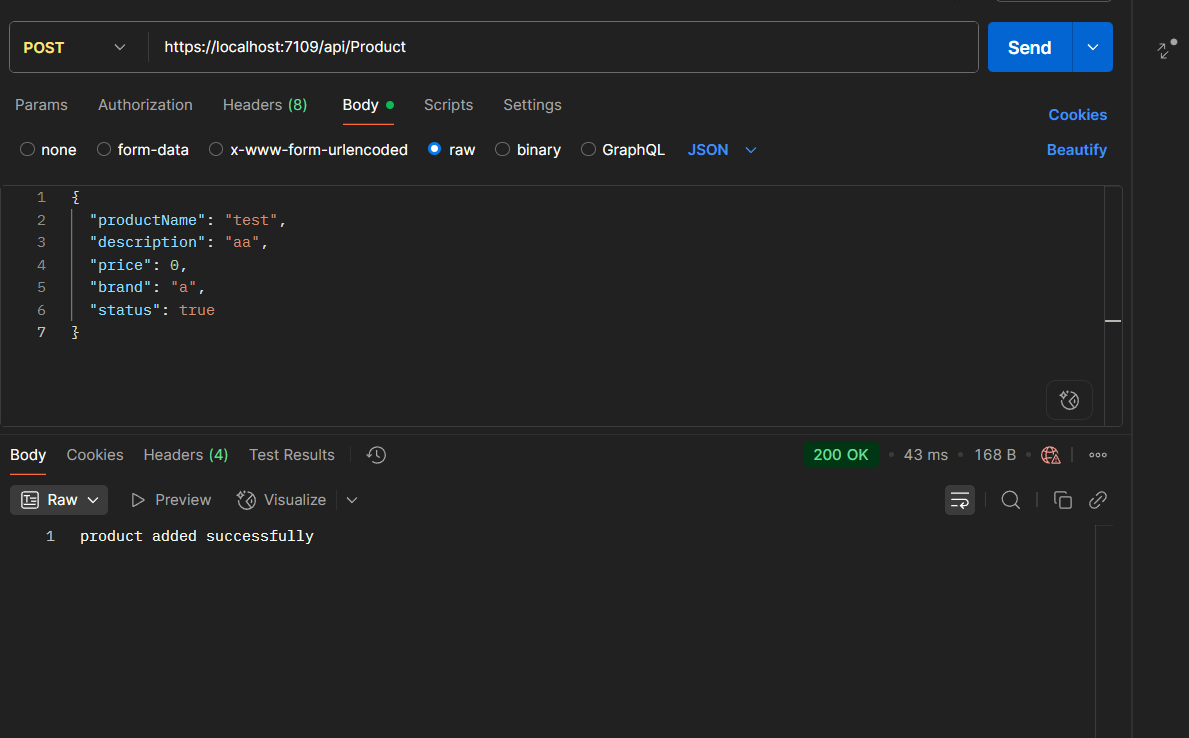 POST https://localhost:7109/api/Product Send
Params Authorization Headers (8) Body Scripts Settings Cookies
none form-data x-www-form-urlencoded raw binary GraphQL JSON Beautify
1 {
2 "productName": "test",
3 "description": "aa",
4 "price": 0,
5 "brand": "a",
6 "status": true
7 }
Body Cookies Headers (4) Test Results 200 OK • 43 ms • 168 B •
Raw Preview Visualize
1 product added successfully